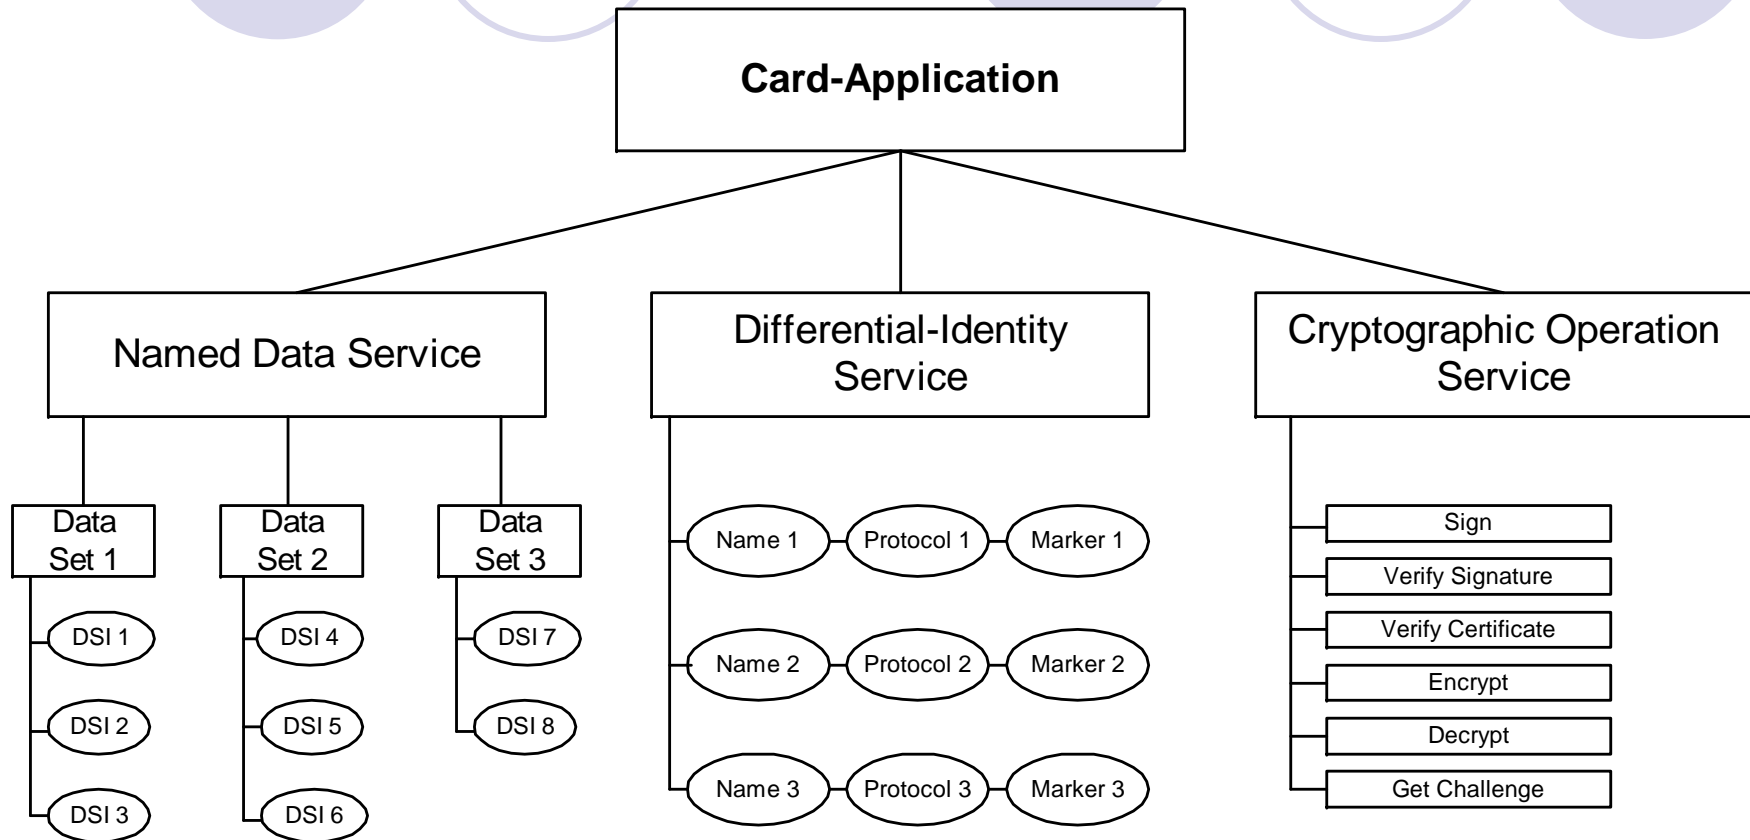 Card-Application
Named Data Service
Differential-Identity
Service
Cryptographic Operation
Service
Data
Set 1
Data
Set 2
Data
Set 3
DSI 1
DSI 2
DSI 3
DSI 4
DSI 5
DSI 6
DSI 7
DSI 8
Name 1
Protocol 1
Marker 1
Name 2
Protocol 2
Marker 2
Name 3
Protocol 3
Marker 3
Sign
Verify Signature
Verify Certificate
Encrypt
Decrypt
Get Challenge